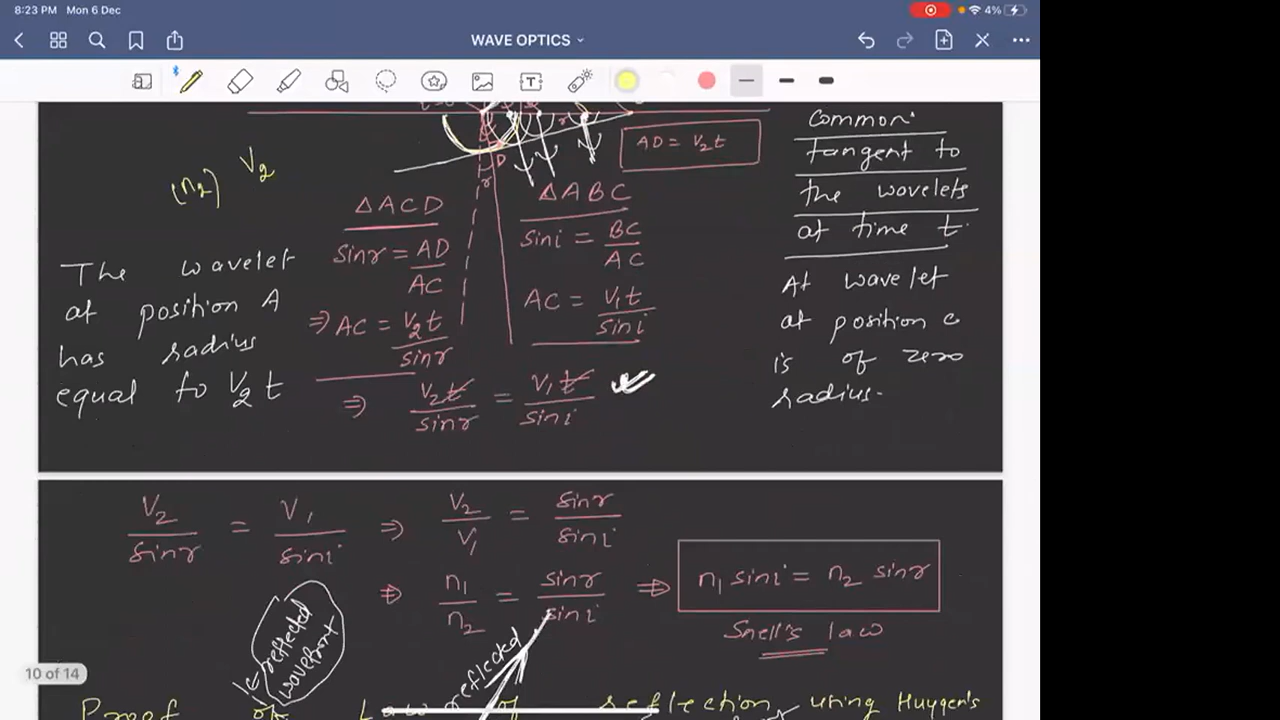 8:23 PM Mon 6 Dec
4%
WAVE OPTICS
T
AD = V₂t
D
r
Common
tangent to
the wavelets
at time t.
(n₂) V₂
ΔACD
sinr = AD/AC
⇒ AC = V₂t/sinr
ΔABC
sini = BC/AC
AC = V₁t/sini
The wavelet
at position A
has radius
equal to V₂t
At wavelet
at position c
is of zero
radius.
⇒ V₂t/sinr = V₁t/sini
V₂/sinr = V₁/sini ⇒ V₂/V₁ = sinr/sini
⇒ n₁/n₂ = sinr/sini ⇒ n₁ sini = n₂ sinr
Snell's law
reflected
wavefront
reflected
10 of 14
Proof of Law of reflection using Huygen's